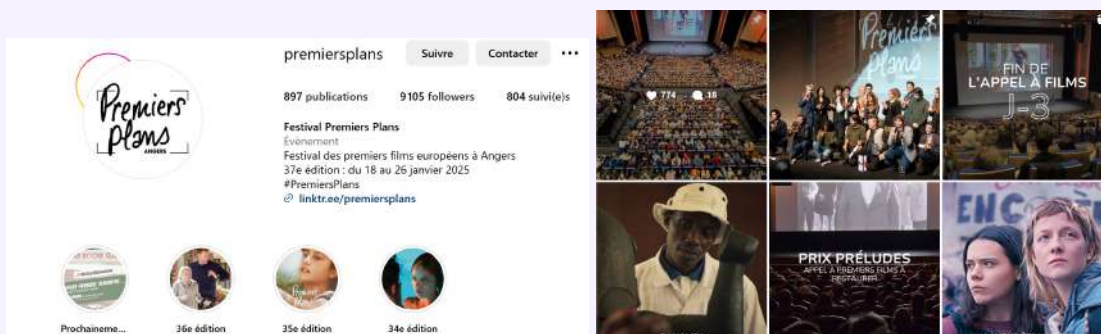 premiersplans
Suivre
Contacter
897 publications
9105 followers
804 suivi(e)s
Festival Premiers Plans
Évènement
Festival des premiers films européens à Angers
37e édition : du 18 au 26 janvier 2025
#PremiersPlans
linktr.ee/premiersplans
Premiers
plans
ANGERS
Prochaineme...
36e édition
35e édition
34e édition
774
18
Premiers
plans
FIN DE
L'APPEL À FILMS
J-3
PRIX PRÉLUDES
APPEL À PREMIERS FILMS À
RESTAURER